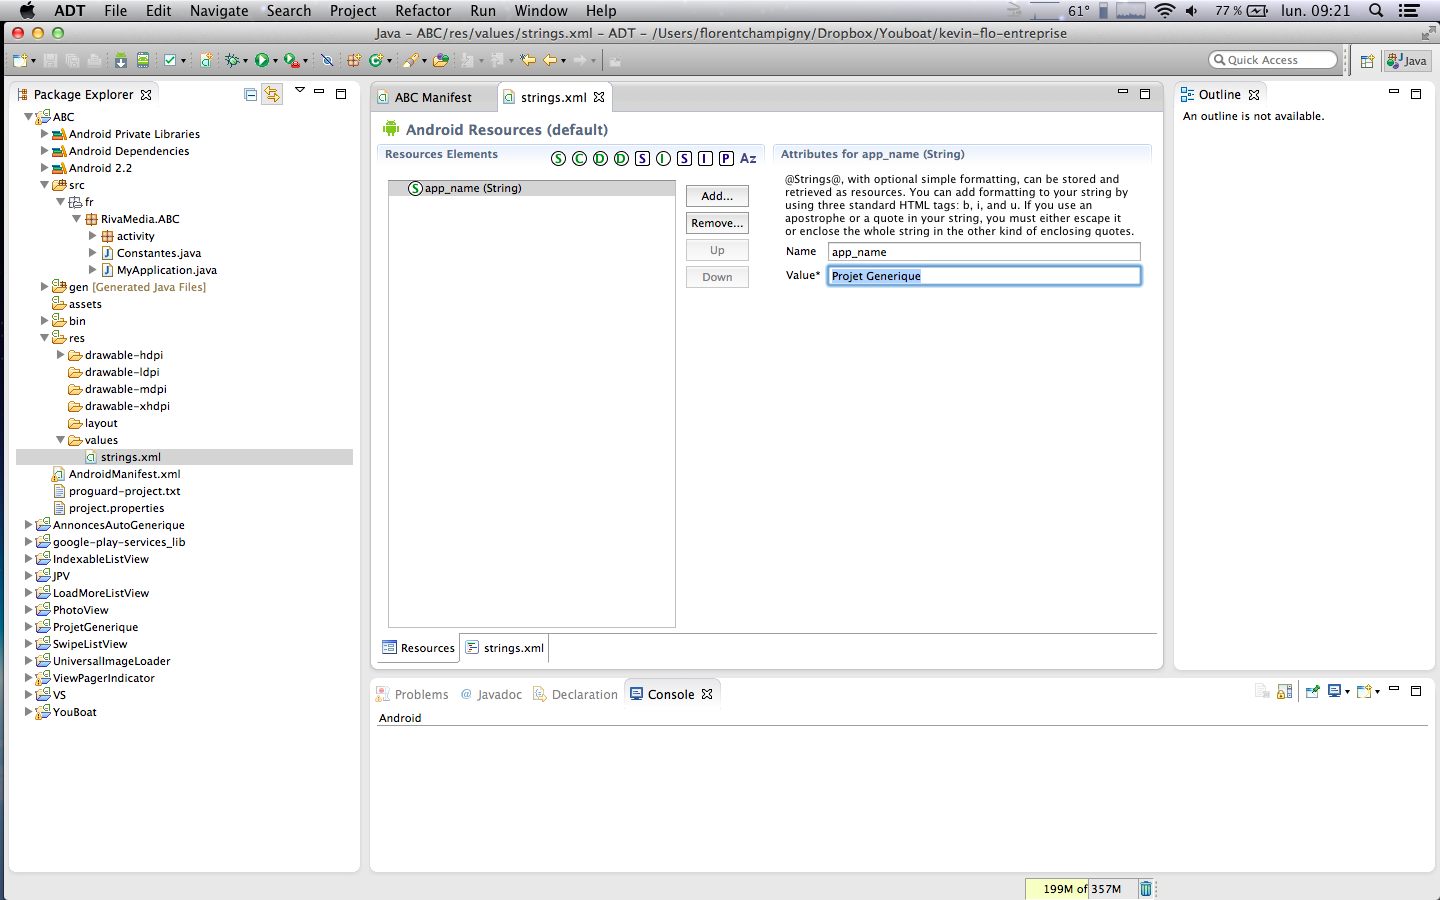 ADT File Edit Navigate Search Project Refactor Run Window Help 61° 77 % lun. 09:21
Java – ABC/res/values/strings.xml – ADT – /Users/florentchampigny/Dropbox/Youboat/kevin-flo-entreprise
Quick Access Java
Package Explorer
ABC
Android Private Libraries
Android Dependencies
Android 2.2
src
fr
RivaMedia.ABC
activity
Constantes.java
MyApplication.java
gen [Generated Java Files]
assets
bin
res
drawable-hdpi
drawable-ldpi
drawable-mdpi
drawable-xhdpi
layout
values
strings.xml
AndroidManifest.xml
proguard-project.txt
project.properties
AnnoncesAutoGenerique
google-play-services_lib
IndexableListView
JPV
LoadMoreListView
PhotoView
ProjetGenerique
SwipeListView
UniversalImageLoader
ViewPagerIndicator
VS
YouBoat
ABC Manifest strings.xml
Android Resources (default)
Resources Elements S C D D S I S I P Az
S app_name (String)
Add...
Remove...
Up
Down
Attributes for app_name (String)
@Strings@, with optional simple formatting, can be stored and
retrieved as resources. You can add formatting to your string by
using three standard HTML tags: b, i, and u. If you use an
apostrophe or a quote in your string, you must either escape it
or enclose the whole string in the other kind of enclosing quotes.
Name app_name
Value* Projet Generique
Resources strings.xml
Outline
An outline is not available.
Problems @ Javadoc Declaration Console
Android
199M of 357M